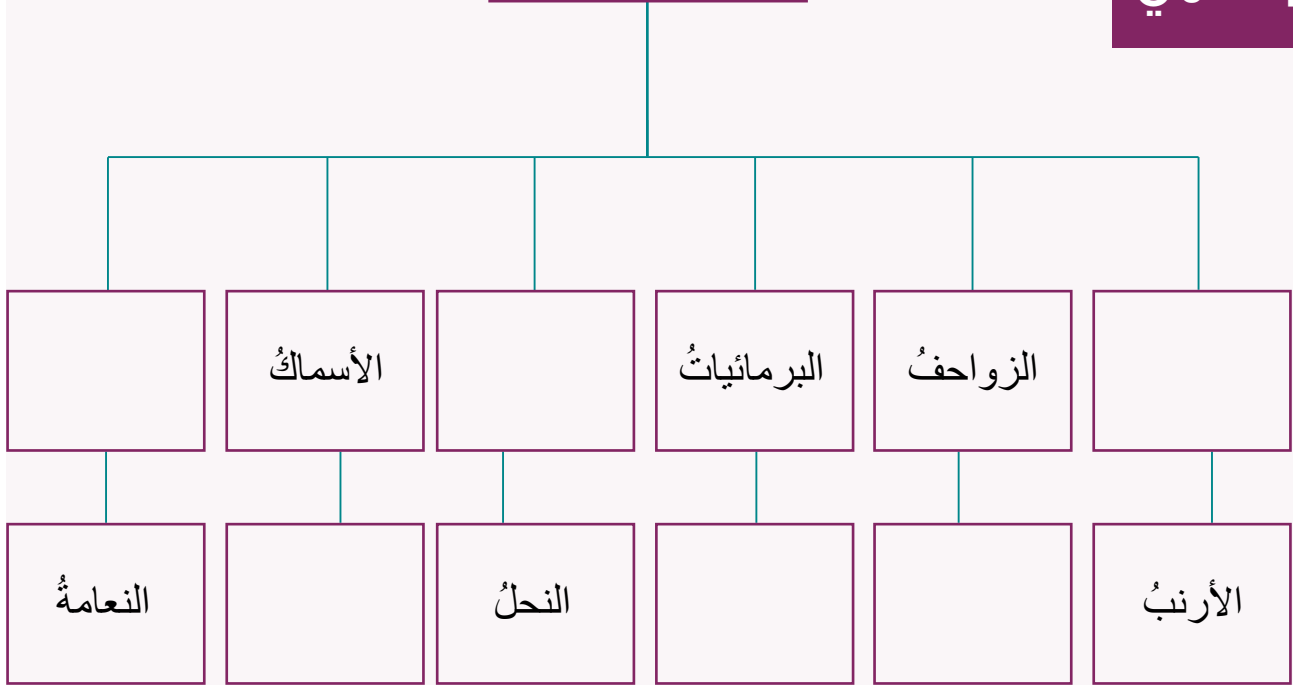 الزواحفُ
البرمائياتُ
الأسماكُ
الأرنبُ
النحلُ
النعامةُ